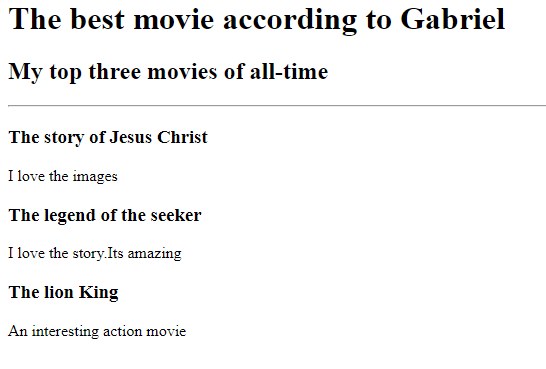 The best movie according to Gabriel
My top three movies of all-time
The story of Jesus Christ
I love the images
The legend of the seeker
I love the story.Its amazing
The lion King
An interesting action movie